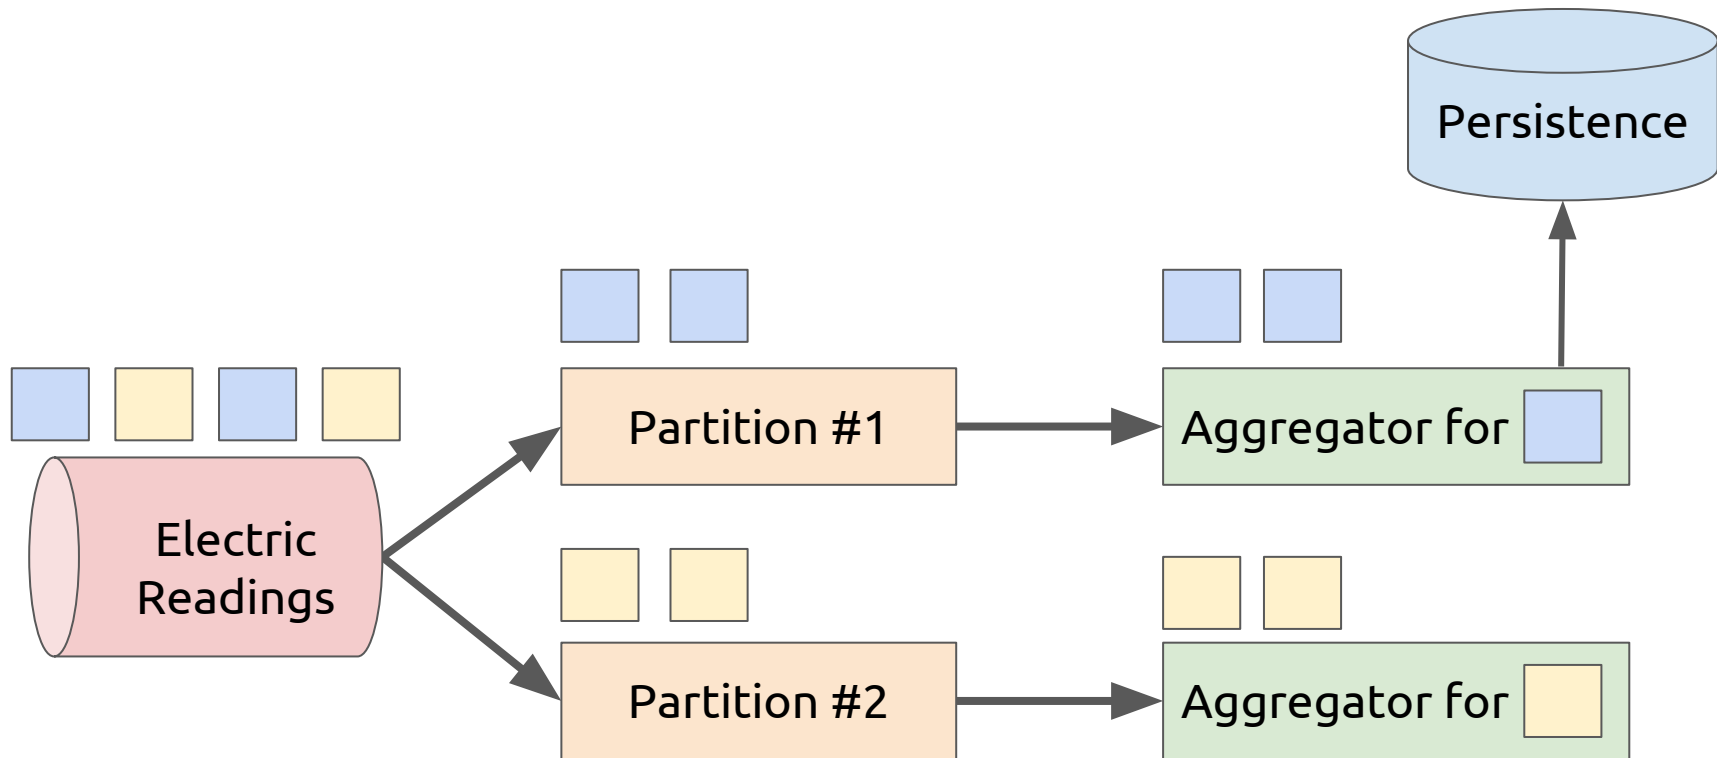 Persistence
Partition #1
Aggregator for
Electric
Readings
Partition #2
Aggregator for